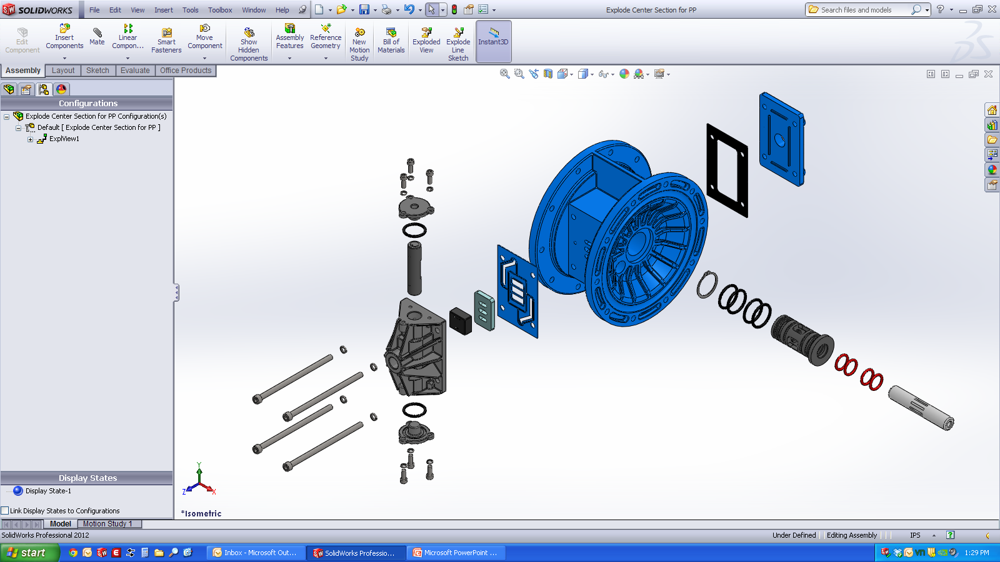 SOLIDWORKS File Edit View Insert Tools Toolbox Window Help Explode Center Section for PP Search files and models
Edit Component
Insert Components
Mate
Linear Compon...
Smart Fasteners
Move Component
Show Hidden Components
Assembly Features
Reference Geometry
New Motion Study
Bill of Materials
Exploded View
Explode Line Sketch
Instant3D
Assembly Layout Sketch Evaluate Office Products
Configurations
Explode Center Section for PP Configuration(s)
Default [ Explode Center Section for PP ]
ExplView1
Display States
Display State-1
Link Display States to Configurations
Y
Z X
*Isometric
Model Motion Study 1
SolidWorks Professional 2012 Under Defined Editing Assembly IPS ?
start Inbox - Microsoft Out... SolidWorks Professio... Microsoft PowerPoint ... 1:29 PM